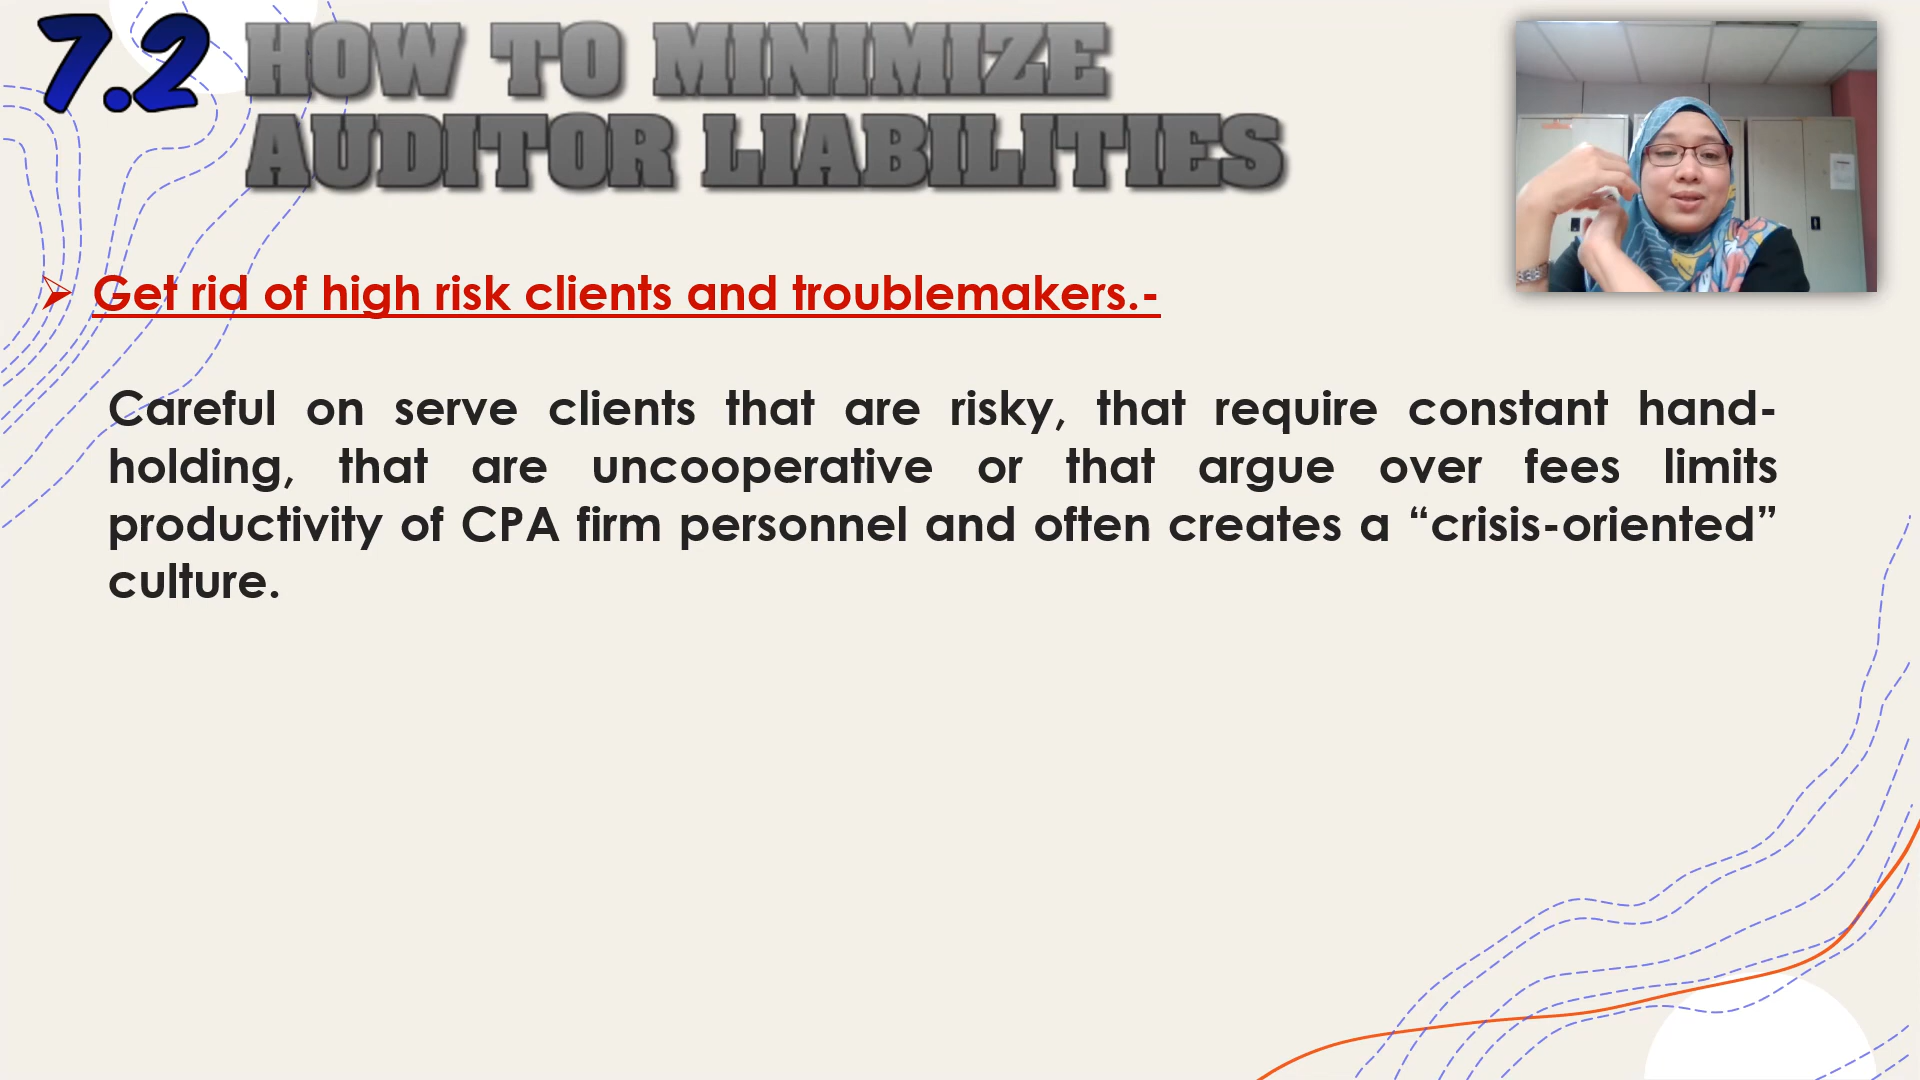 7.2 HOW TO MINIMIZE
AUDITOR LIABILITIES
Get rid of high risk clients and troublemakers.-
Careful on serve clients that are risky, that require constant hand-
holding, that are uncooperative or that argue over fees limits
productivity of CPA firm personnel and often creates a “crisis-oriented”
culture.